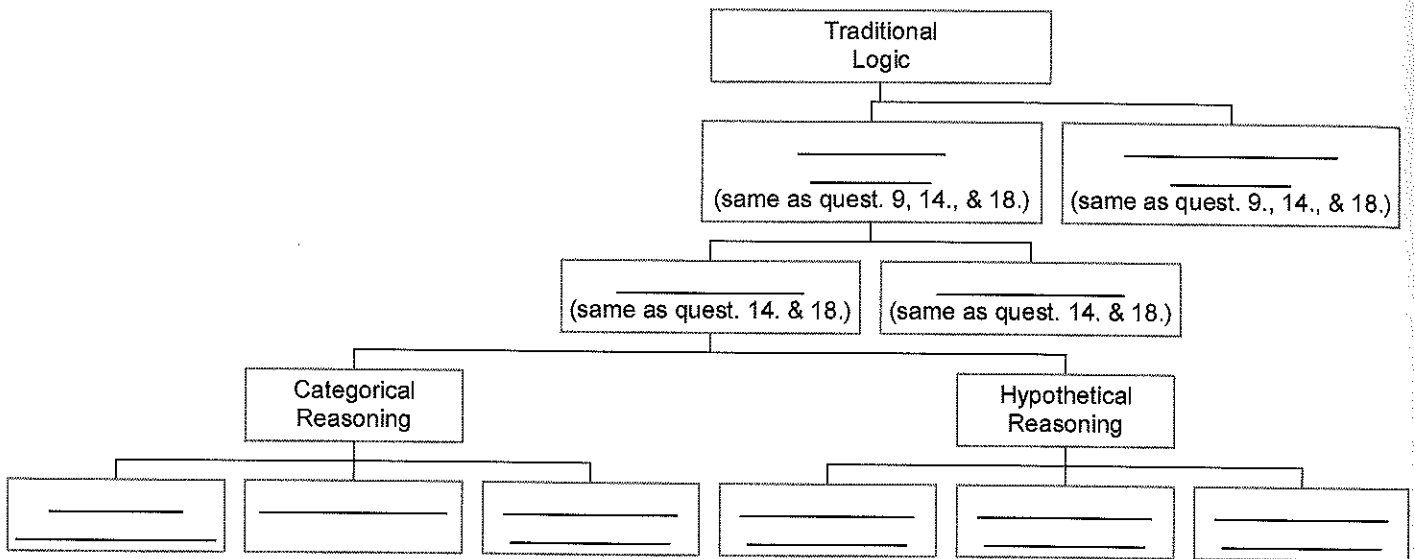 Traditional
Logic
(same as quest. 9, 14., & 18.)
(same as quest. 9., 14., & 18.)
(same as quest. 14. & 18.)
(same as quest. 14. & 18.)
Categorical
Reasoning
Hypothetical
Reasoning